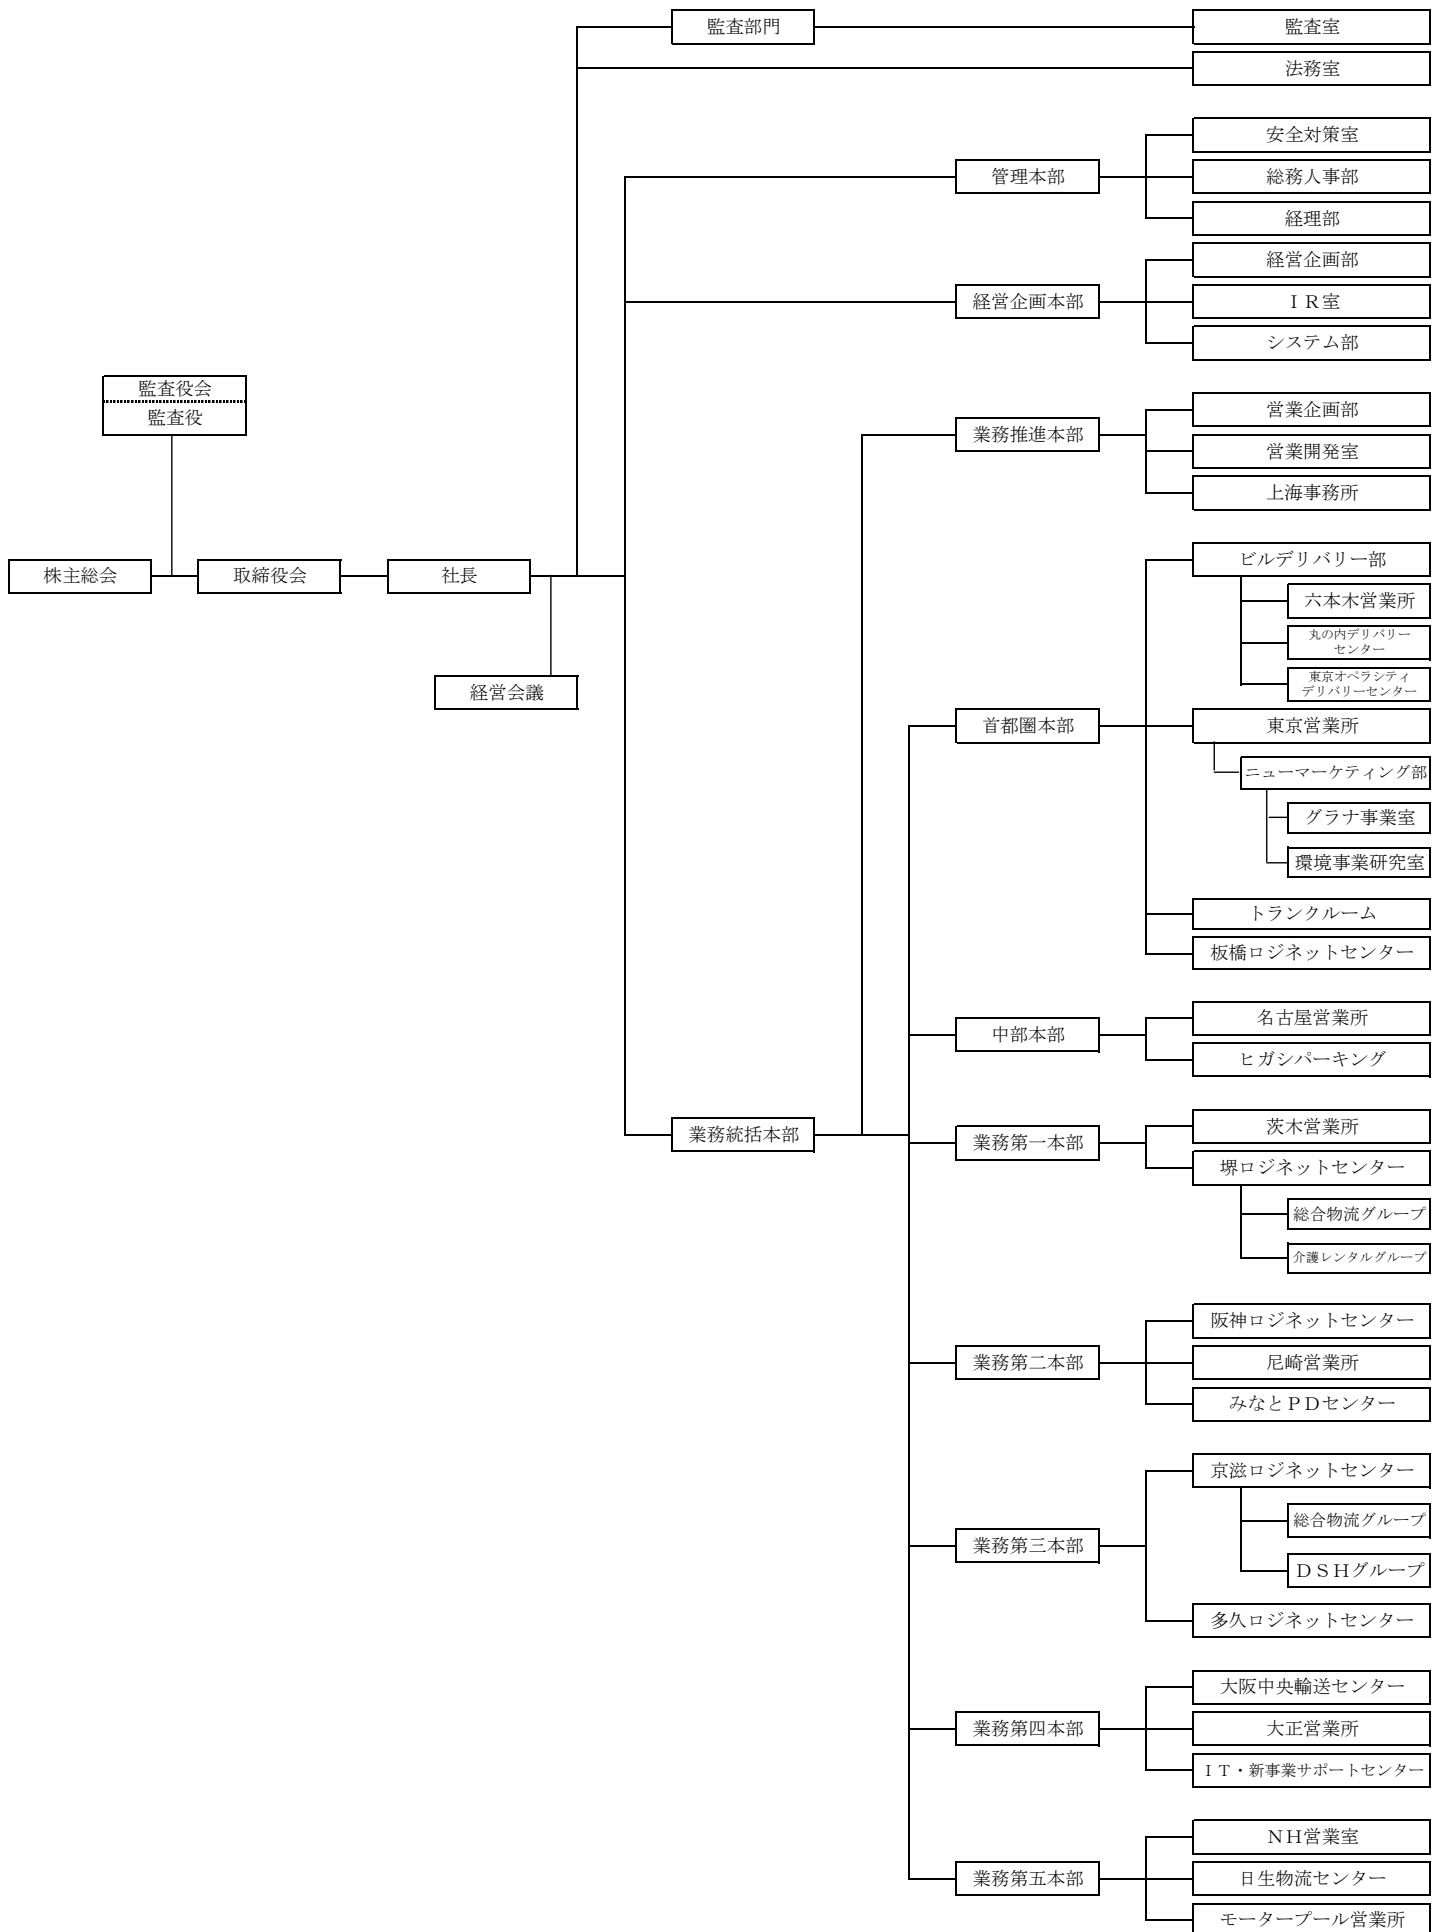 監査部門
監査室
法務室
安全対策室
管理本部
総務人事部
経理部
経営企画部
経営企画本部
ＩＲ室
システム部
監査役会
監査役
営業企画部
業務推進本部
営業開発室
上海事務所
株主総会
取締役会
社長
経営会議
ビルデリバリー部
六本木営業所
丸の内デリバリー
センター
東京オペラシティ
デリバリーセンター
首都圏本部
東京営業所
ニューマーケティング部
グラナ事業室
環境事業研究室
トランクルーム
板橋ロジネットセンター
中部本部
名古屋営業所
ヒガシパーキング
業務統括本部
業務第一本部
茨木営業所
堺ロジネットセンター
総合物流グループ
介護レンタルグループ
阪神ロジネットセンター
業務第二本部
尼崎営業所
みなとＰＤセンター
京滋ロジネットセンター
総合物流グループ
業務第三本部
ＤＳＨグループ
多久ロジネットセンター
大阪中央輸送センター
業務第四本部
大正営業所
ＩＴ・新事業サポートセンター
ＮＨ営業室
業務第五本部
日生物流センター
モータープール営業所